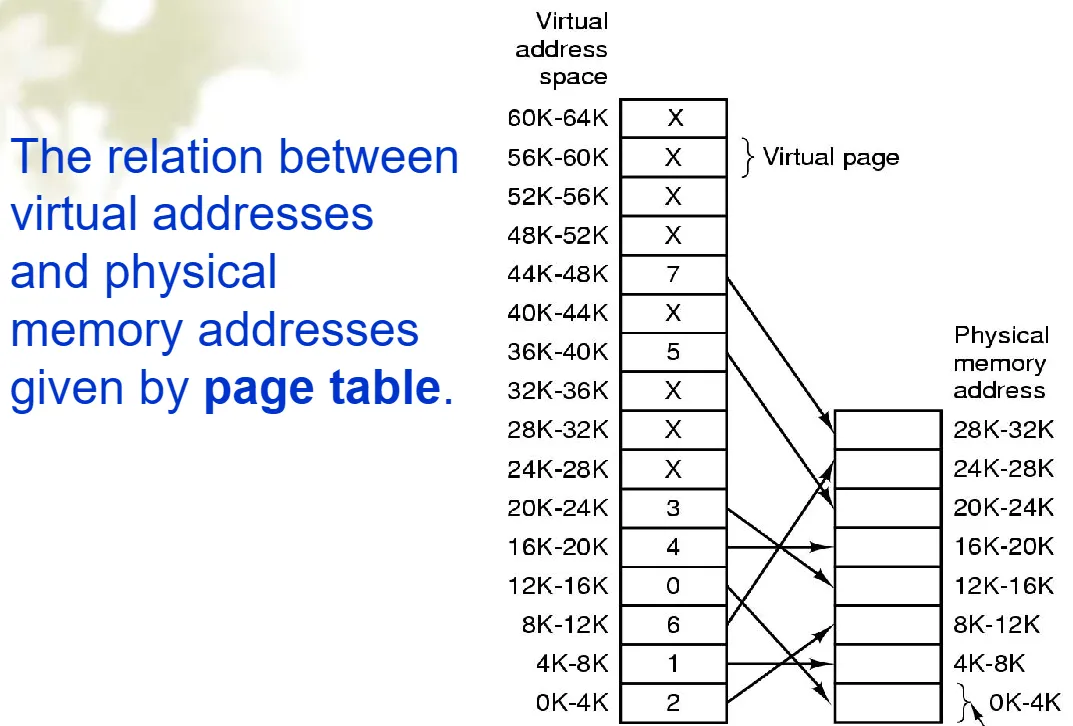 The relation between
virtual addresses
and physical
memory addresses
given by page table.
Virtual
address
space
60K-64K X
56K-60K X } Virtual page
52K-56K X
48K-52K X
44K-48K 7
40K-44K X
36K-40K 5
32K-36K X
28K-32K X
24K-28K X
20K-24K 3
16K-20K 4
12K-16K 0
8K-12K 6
4K-8K 1
0K-4K 2
Physical
memory
address
28K-32K
24K-28K
20K-24K
16K-20K
12K-16K
8K-12K
4K-8K
} 0K-4K